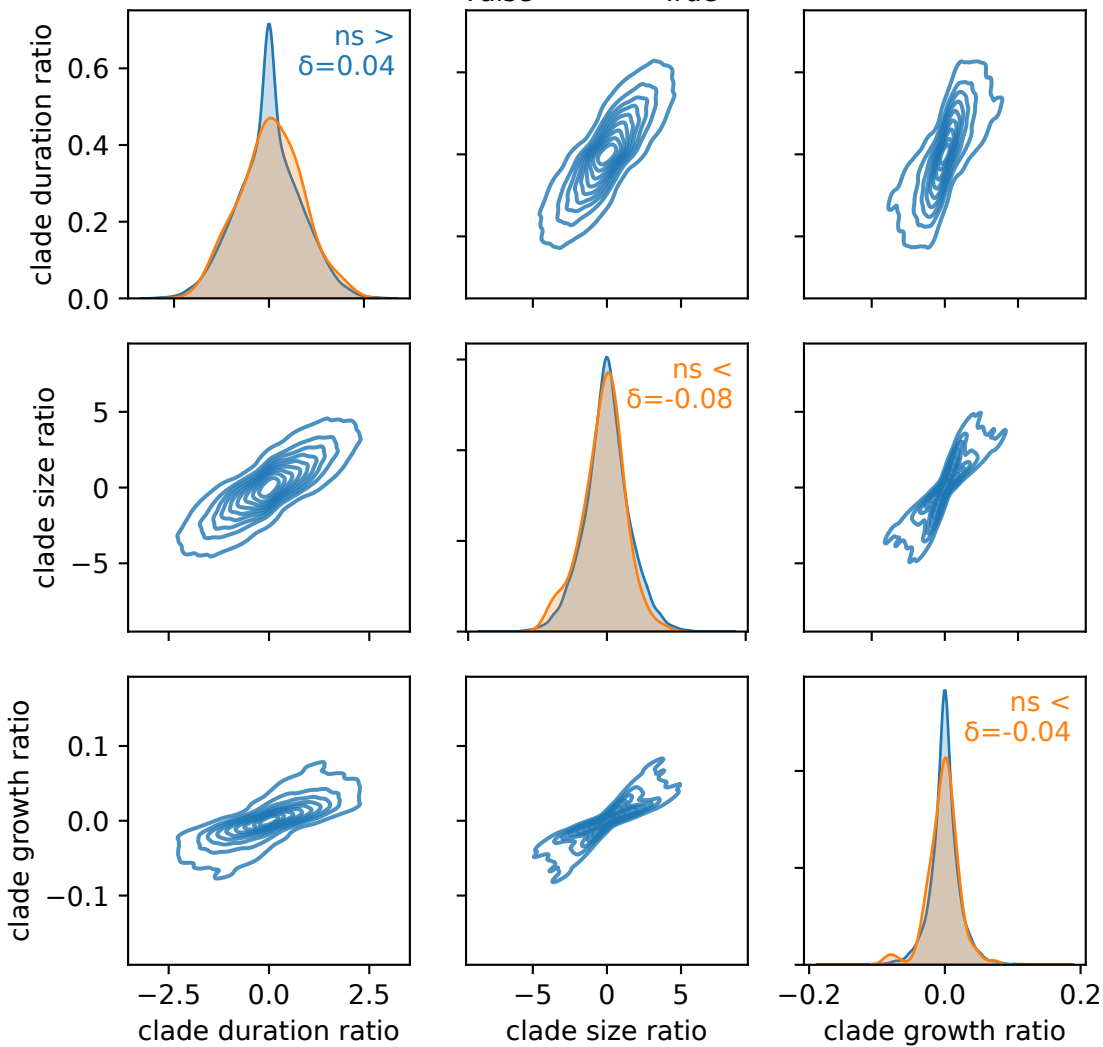 clade duration ratio
0.6
0.4
0.2
0.0
ns >
δ=0.04
clade size ratio
5
0
−5
ns <
δ=-0.08
clade growth ratio
0.1
0.0
−0.1
ns <
δ=-0.04
−2.5 0.0 2.5
−5 0 5
−0.2 0.0 0.2
clade duration ratio
clade size ratio
clade growth ratio